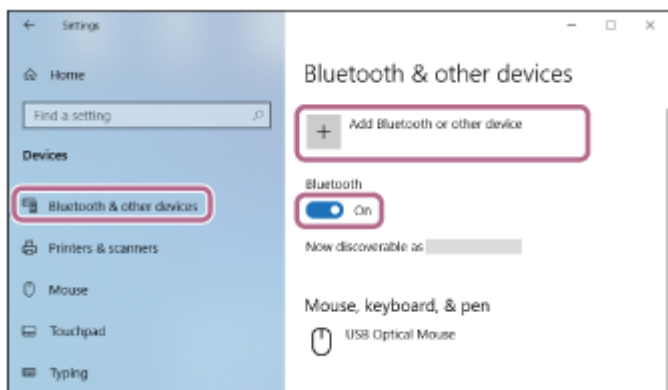 Settings
Home
Find a setting
Devices
Bluetooth & other devices
Printers & scanners
Mouse
Touchpad
Typing
Bluetooth & other devices
Add Bluetooth or other device
Bluetooth
On
Now discoverable as
Mouse, keyboard, & pen
USB Optical Mouse